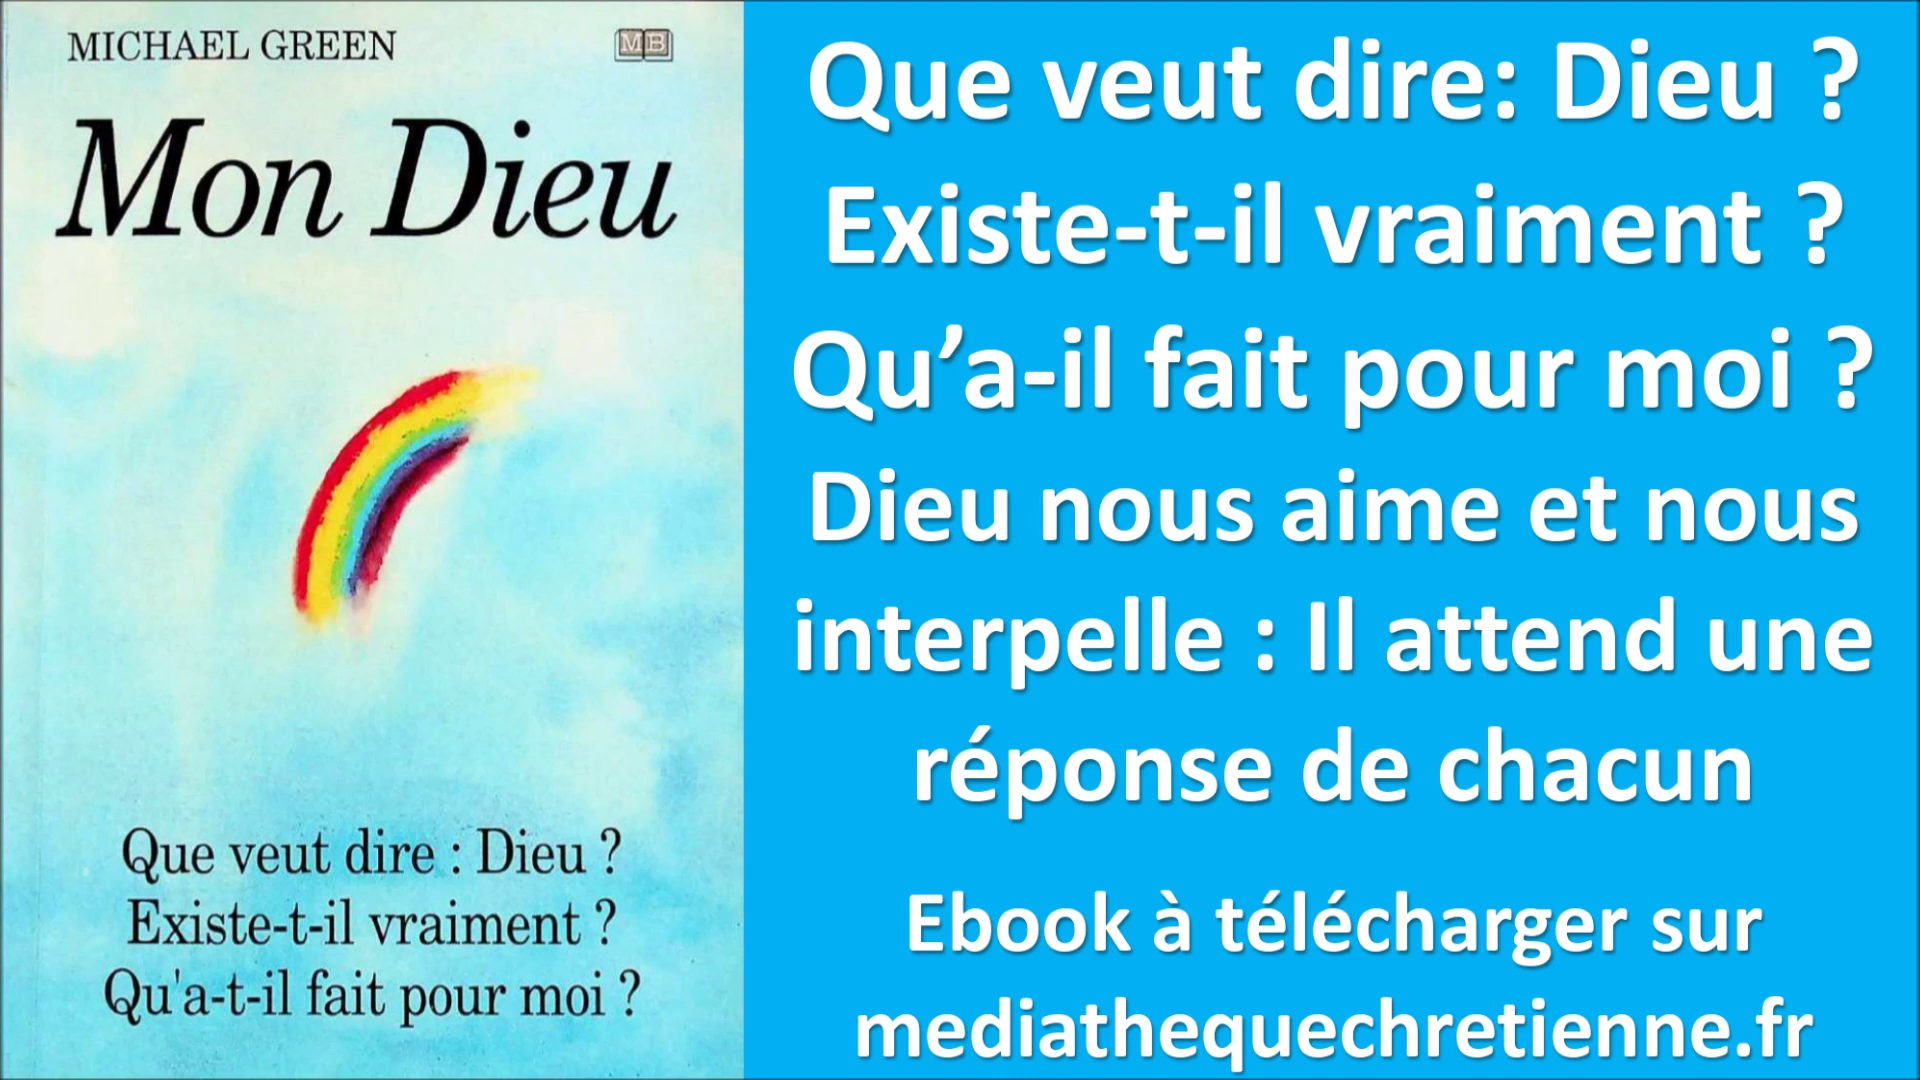 MICHAEL GREEN
MB
Mon Dieu
Que veut dire : Dieu ?
Existe-t-il vraiment ?
Qu'a-t-il fait pour moi ?
Que veut dire: Dieu ?
Existe-t-il vraiment ?
Qu’a-il fait pour moi ?
Dieu nous aime et nous
interpelle : Il attend une
réponse de chacun
Ebook à télécharger sur
mediathequechretienne.fr